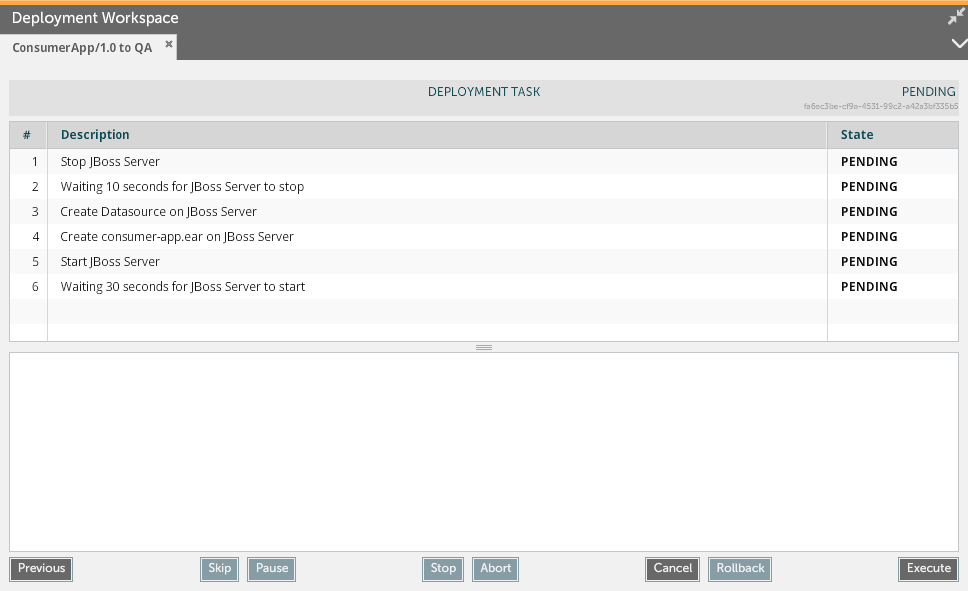 Deployment Workspace
ConsumerApp/1.0 to QA
DEPLOYMENT TASK PENDING
fa6ec3be-cf9a-4531-99c2-a42a3bf335b5
# Description State
1 Stop JBoss Server PENDING
2 Waiting 10 seconds for JBoss Server to stop PENDING
3 Create Datasource on JBoss Server PENDING
4 Create consumer-app.ear on JBoss Server PENDING
5 Start JBoss Server PENDING
6 Waiting 30 seconds for JBoss Server to start PENDING
Previous Skip Pause Stop Abort Cancel Rollback Execute